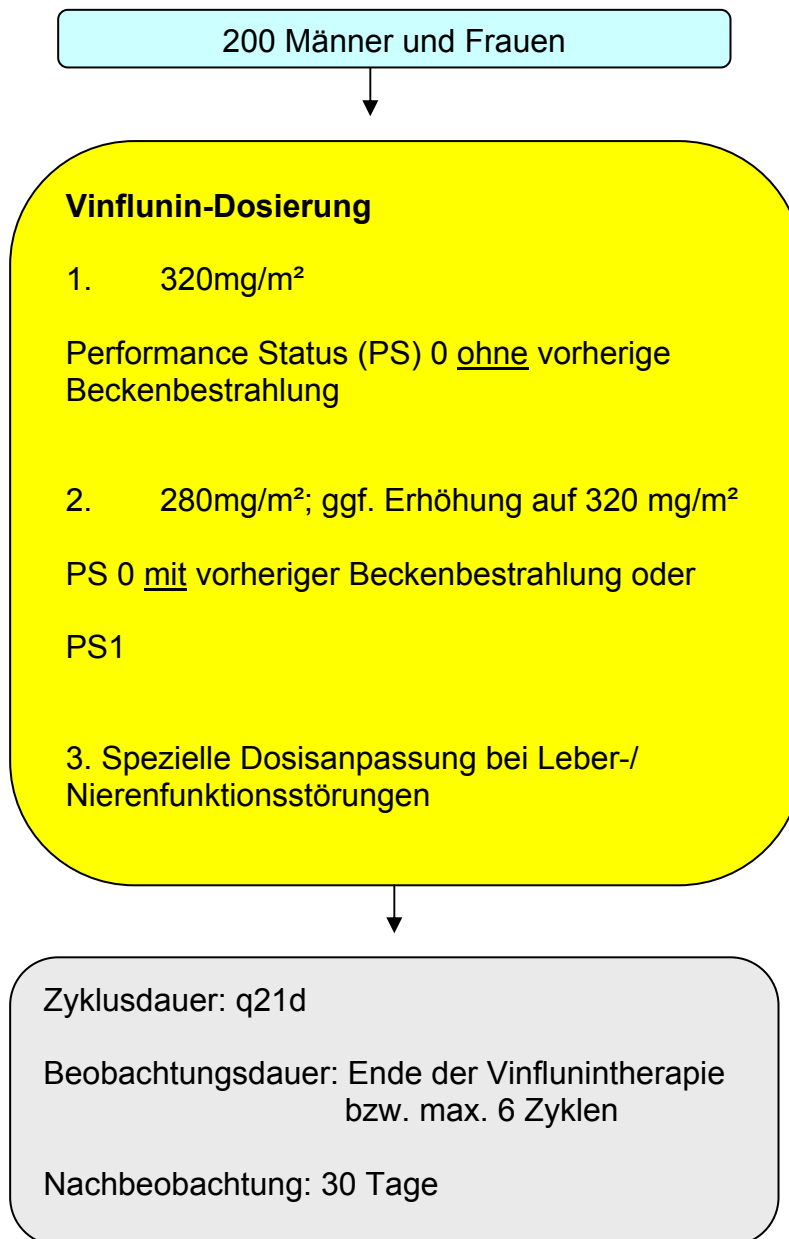 200 Männer und Frauen
Vinflunin-Dosierung
1. 320mg/m²
Performance Status (PS) 0 ohne vorherige
Beckenbestrahlung
2. 280mg/m²; ggf. Erhöhung auf 320 mg/m²
PS 0 mit vorheriger Beckenbestrahlung oder
PS1
3. Spezielle Dosisanpassung bei Leber-/
Nierenfunktionsstörungen
Zyklusdauer: q21d
Beobachtungsdauer: Ende der Vinflunintherapie
bzw. max. 6 Zyklen
Nachbeobachtung: 30 Tage